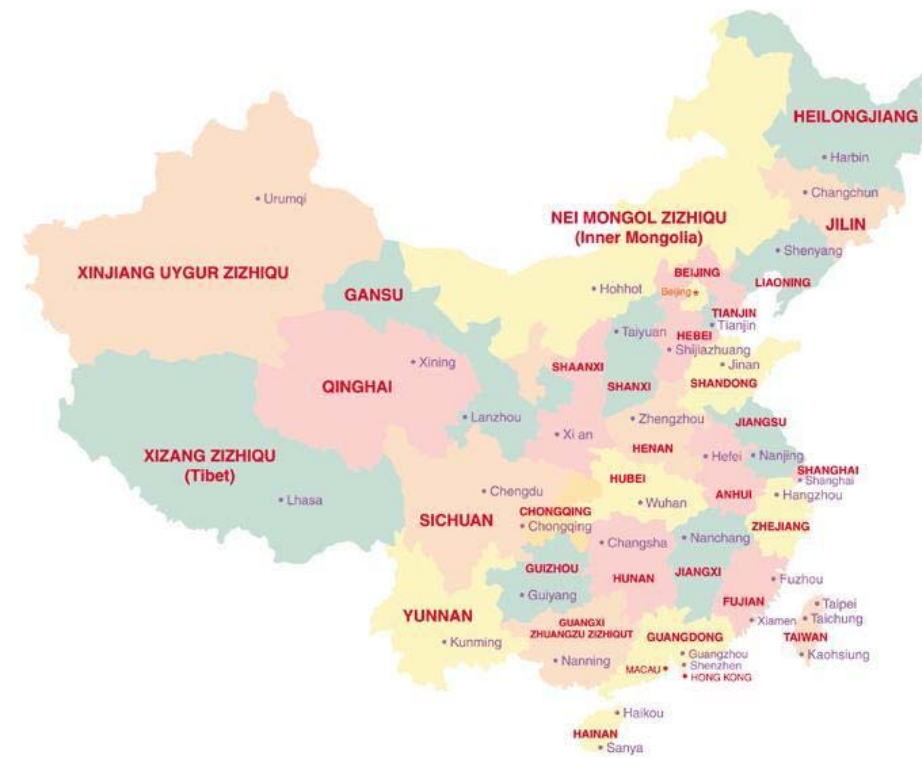 HEILONGJIANG
Harbin
Changchun
JILIN
Urumqi
NEI MONGOL ZIZHIQU
(Inner Mongolia)
Shenyang
LIAONING
XINJIANG UYGUR ZIZHIQU
BEIJING
Beijing
Hohhot
GANSU
TIANJIN
Tianjin
Taiyuan
HEBEI
Shijiazhuang
Jinan
Xining
SHAANXI
QINGHAI
SHANXI
SHANDONG
Lanzhou
Zhengzhou
JIANGSU
Xi an
HENAN
Hefei
Nanjing
XIZANG ZIZHIQU
(Tibet)
SHANGHAI
Shanghai
HUBEI
Chengdu
Lhasa
Wuhan
ANHUI
Hangzhou
CHONGQING
Chongqing
SICHUAN
ZHEJIANG
Changsha
Nanchang
GUIZHOU
HUNAN
JIANGXI
Fuzhou
Guiyang
FUJIAN
Taipei
YUNNAN
GUANGXI
ZHUANGZU ZIZHIQUT
Xiamen
Taichung
Kunming
GUANGDONG
TAIWAN
Guangzhou
Kaohsiung
Nanning
MACAU
Shenzhen
HONG KONG
Haikou
HAINAN
Sanya